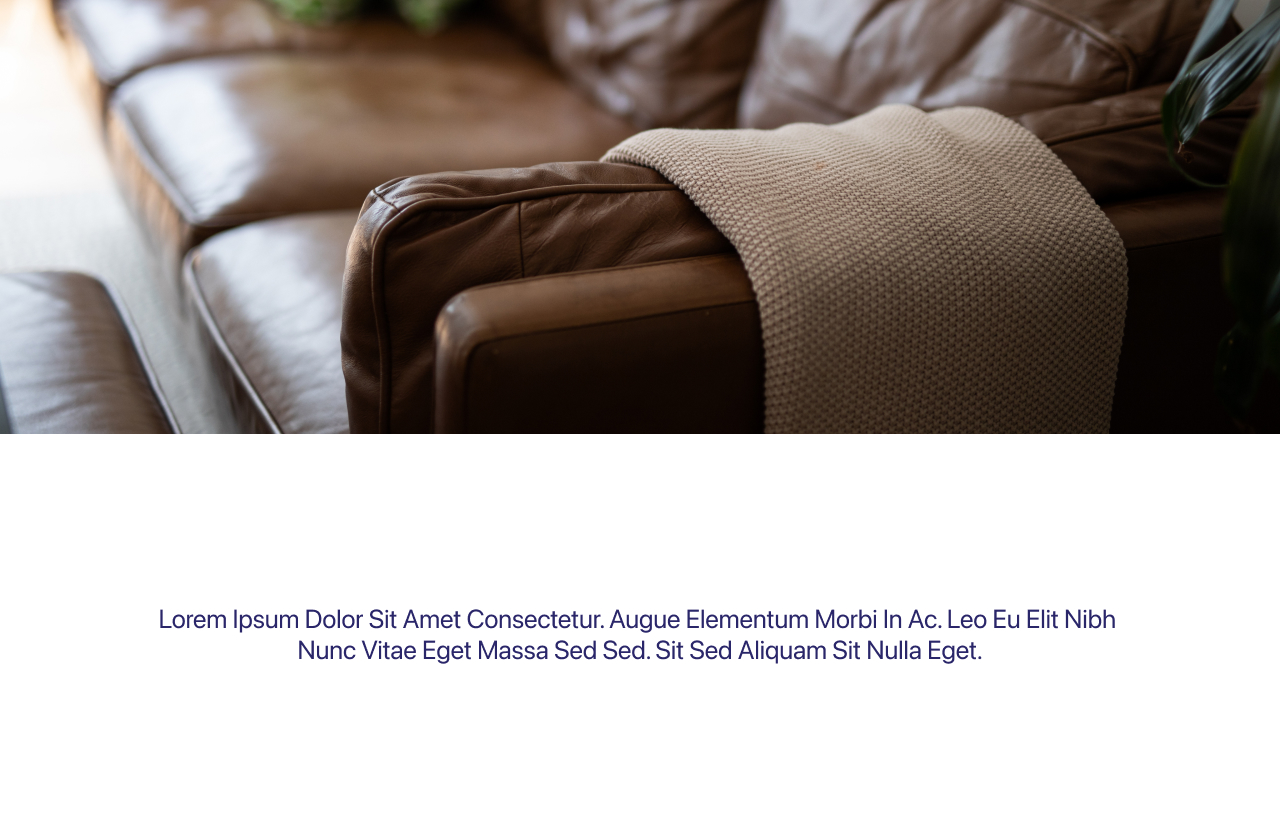 Lorem Ipsum Dolor Sit Amet Consectetur. Augue Elementum Morbi In Ac. Leo Eu Elit Nibh
Nunc Vitae Eget Massa Sed Sed. Sit Sed Aliquam Sit Nulla Eget.